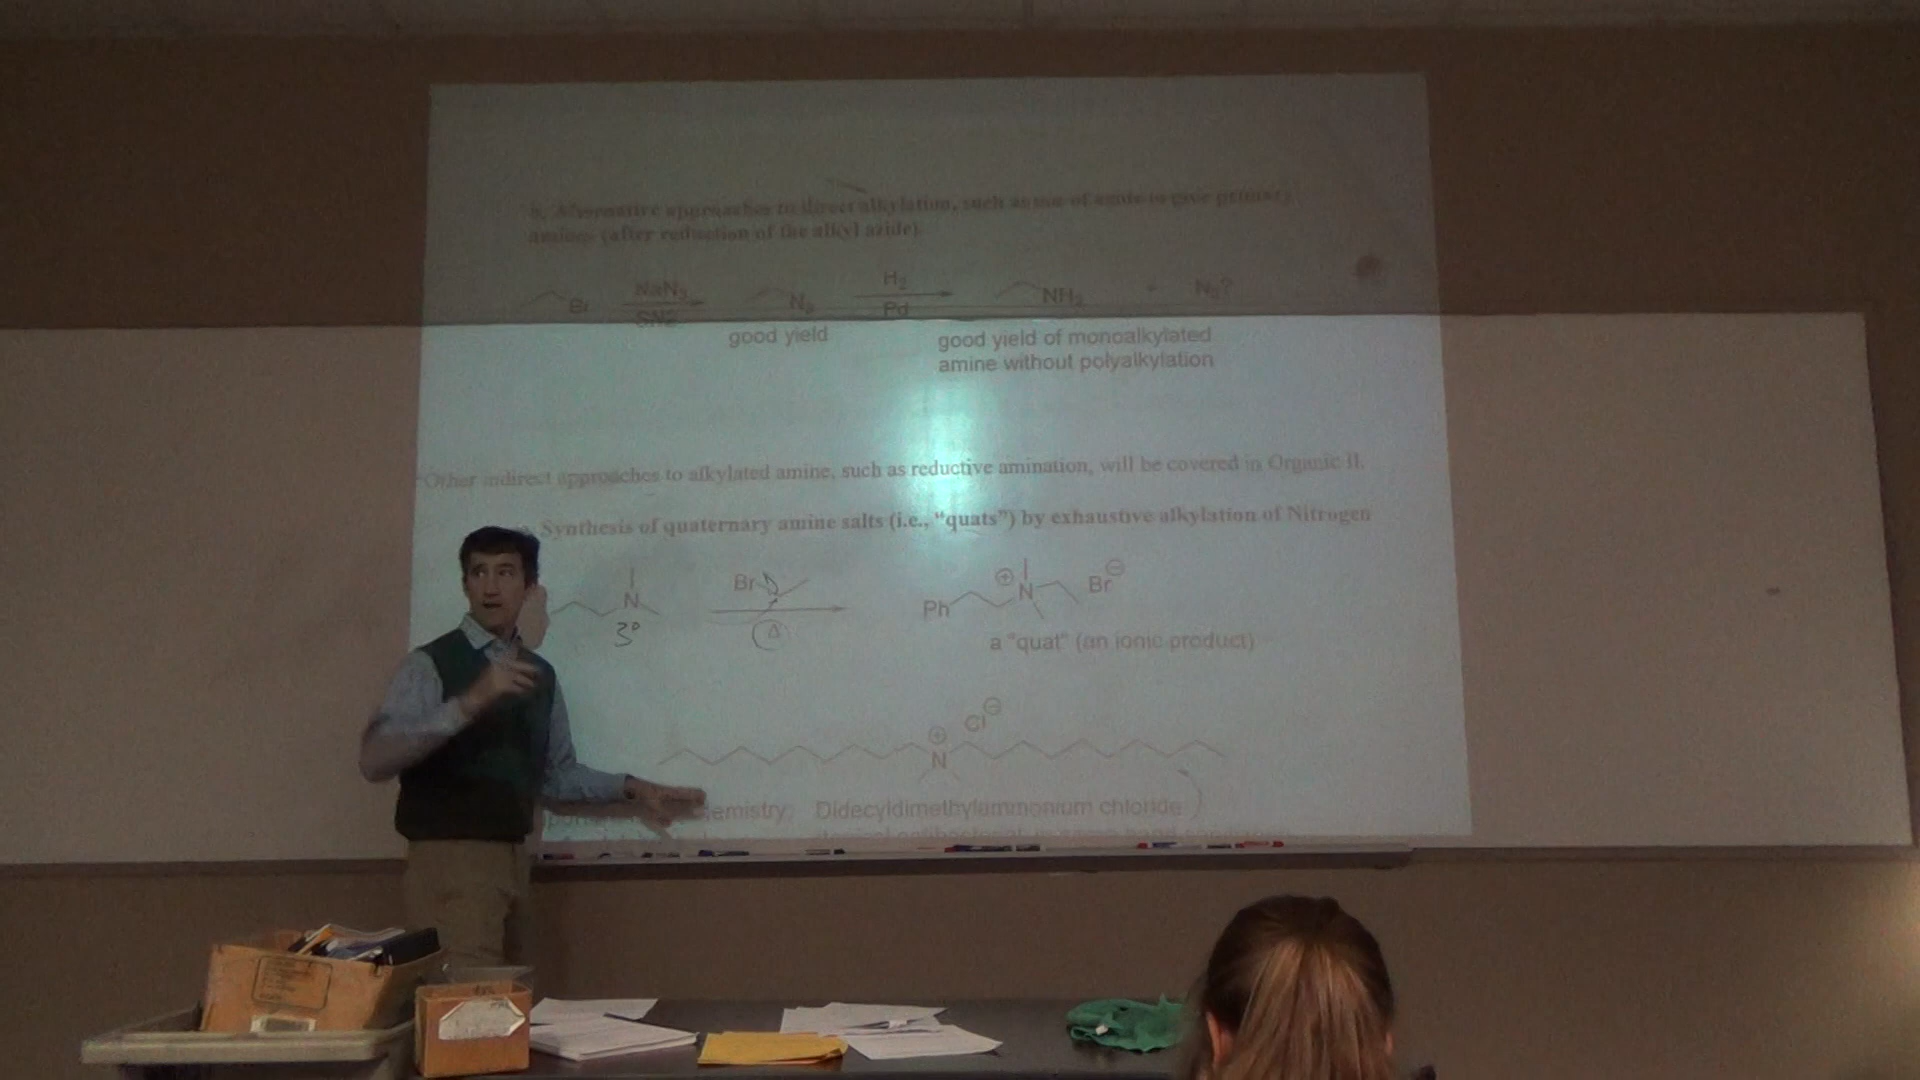 b. Alternative approaches to direct alkylation, such as use of azide to give primary
amines (after reduction of the alkyl azide).
Br NaN3 N3 H2 NH2 + N2?
SN2 Pd
good yield good yield of monoalkylated
amine without polyalkylation
*Other indirect approaches to alkylated amine, such as reductive amination, will be covered in Organic II.
Synthesis of quaternary amine salts (i.e., “quats”) by exhaustive alkylation of Nitrogen
N Br ⊕ N Br ⊖
3° Δ Ph
a "quat" (an ionic product)
Cl ⊖
⊕
N
emistry: Didecyldimethylammonium chloride